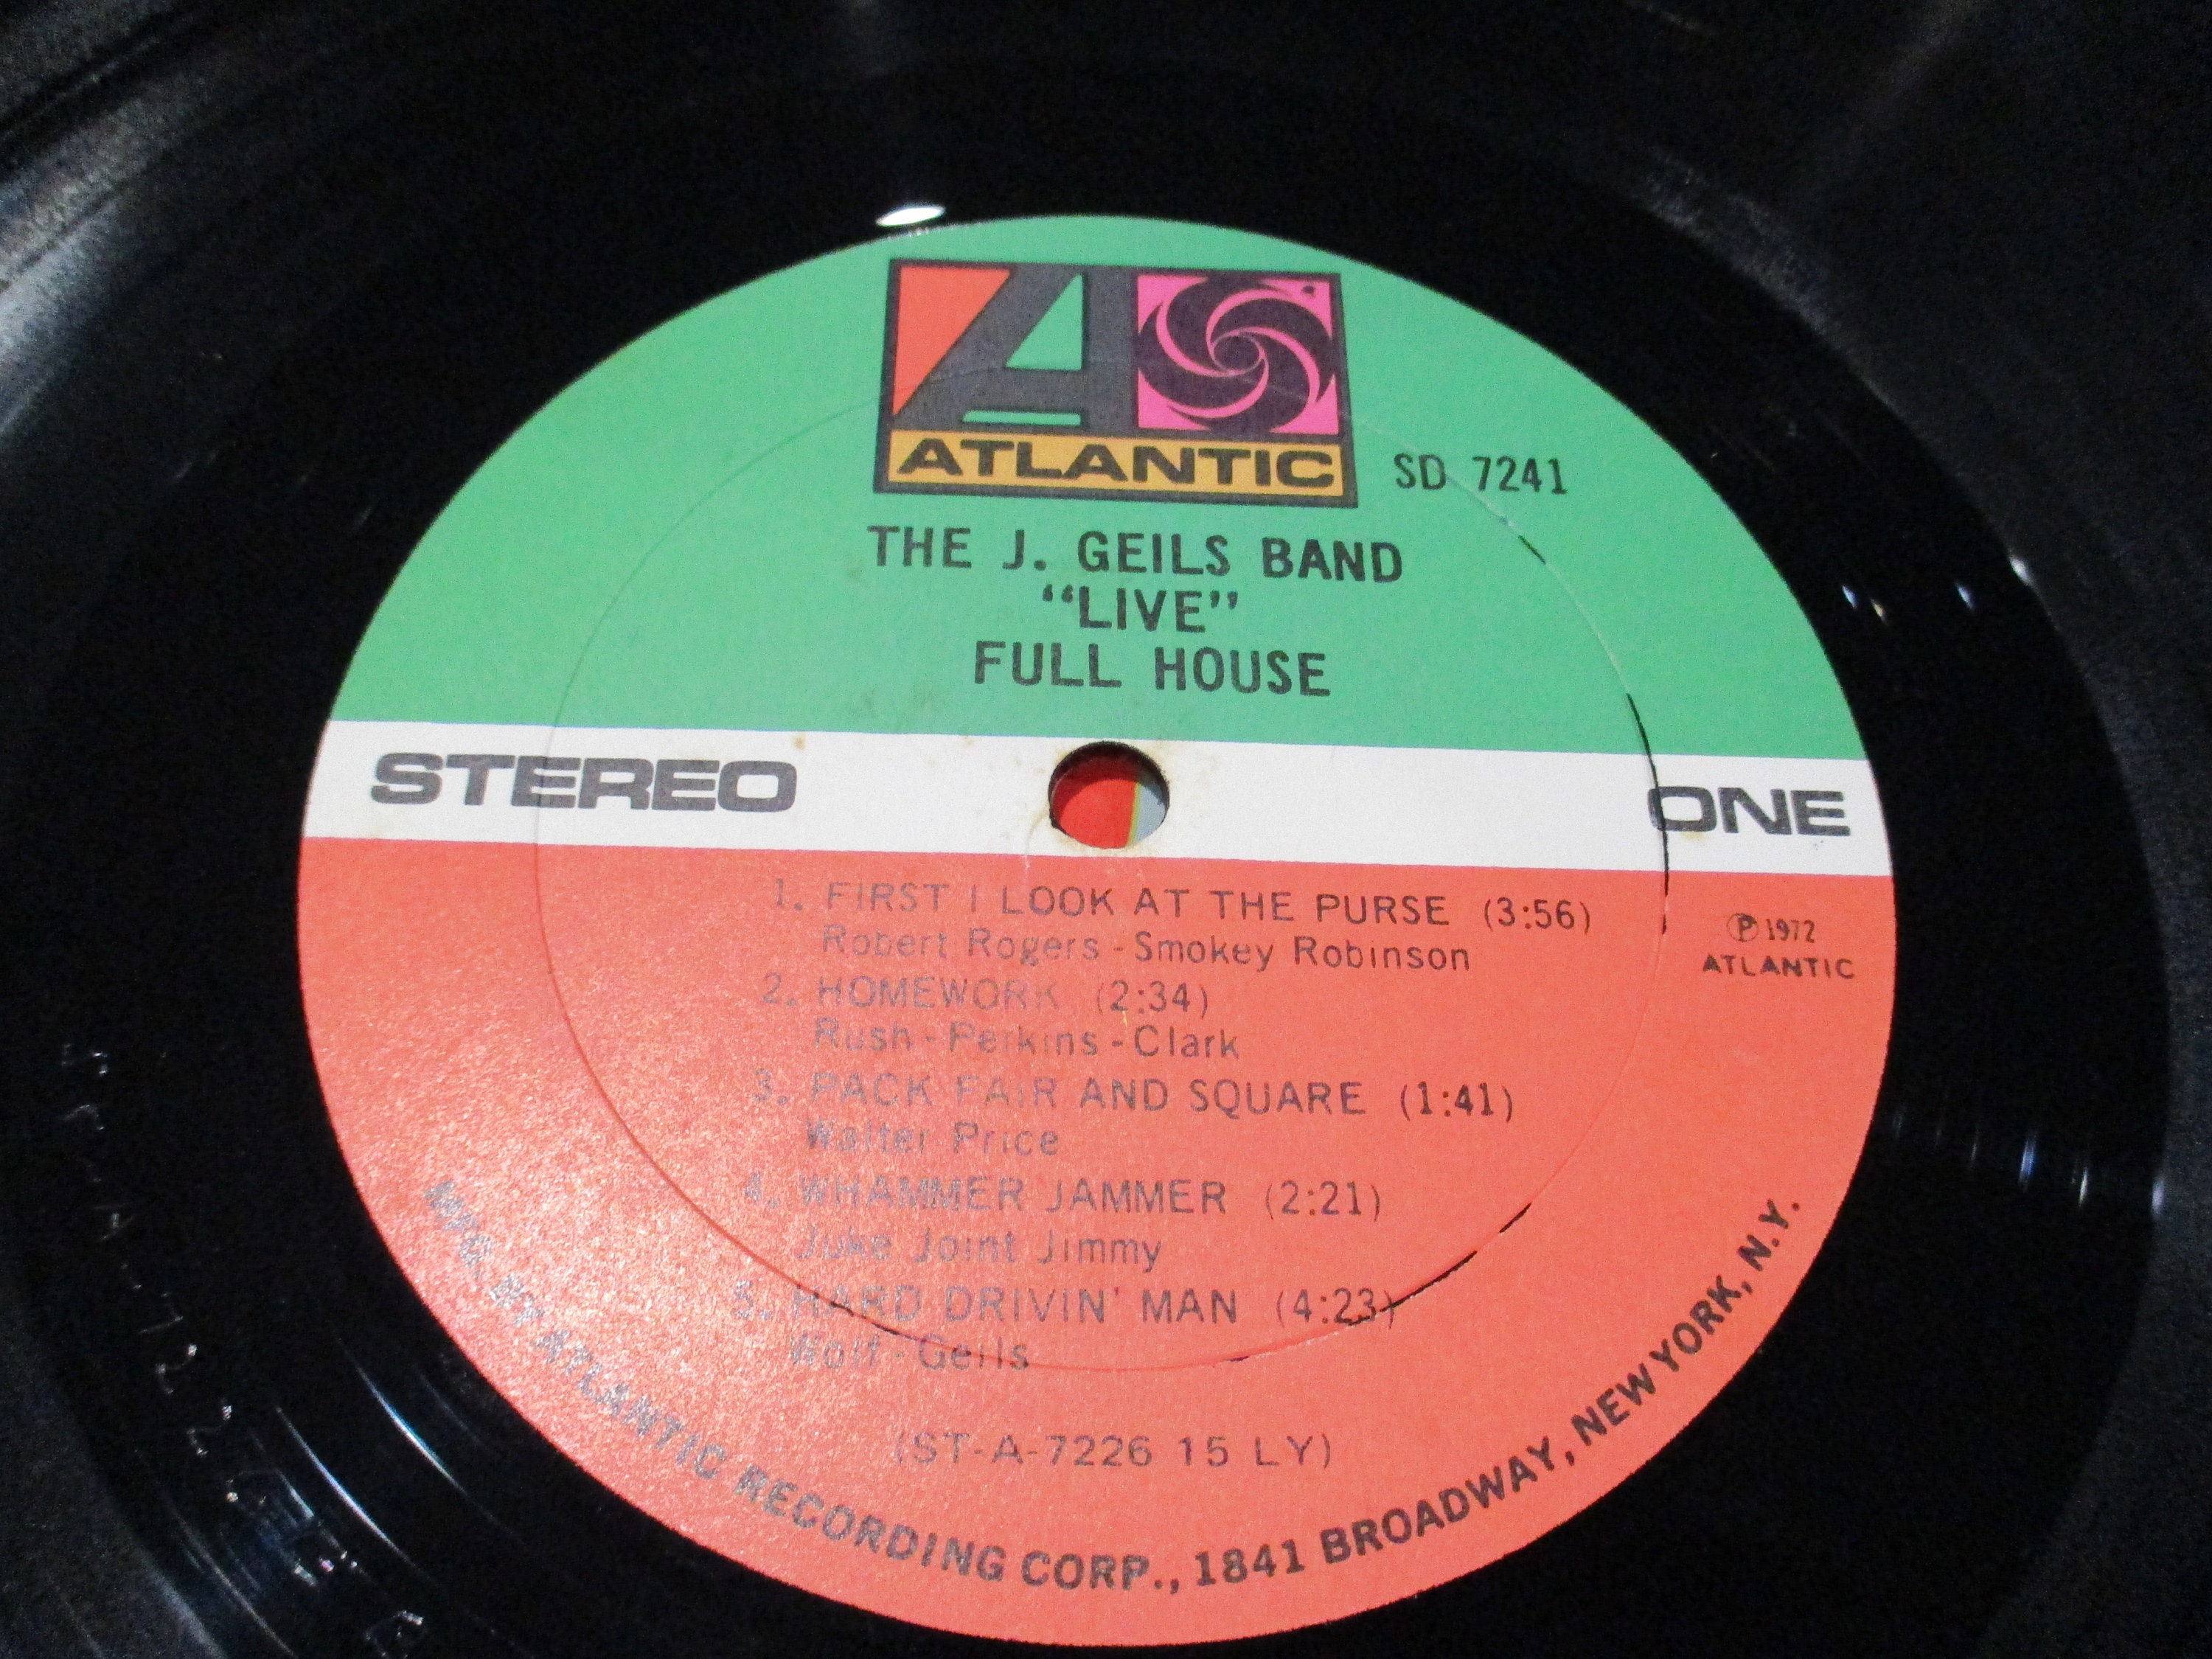 ATLANTIC
SD 7241
THE J. GEILS BAND
“LIVE”
FULL HOUSE
STEREO
ONE
1. FIRST I LOOK AT THE PURSE (3:56)
Robert Rogers - Smokey Robinson
2. HOMEWORK (2:34)
Rush - Perkins - Clark
3. PACK FAIR AND SQUARE (1:41)
Walter Price
4. WHAMMER JAMMER (2:21)
Juke Joint Jimmy
5. HARD DRIVIN' MAN (4:23)
Wolf - Geils
Ⓟ 1972
ATLANTIC
(ST-A-7226 15 LY)
MFG. BY ATLANTIC RECORDING CORP., 1841 BROADWAY, NEW YORK, N.Y.